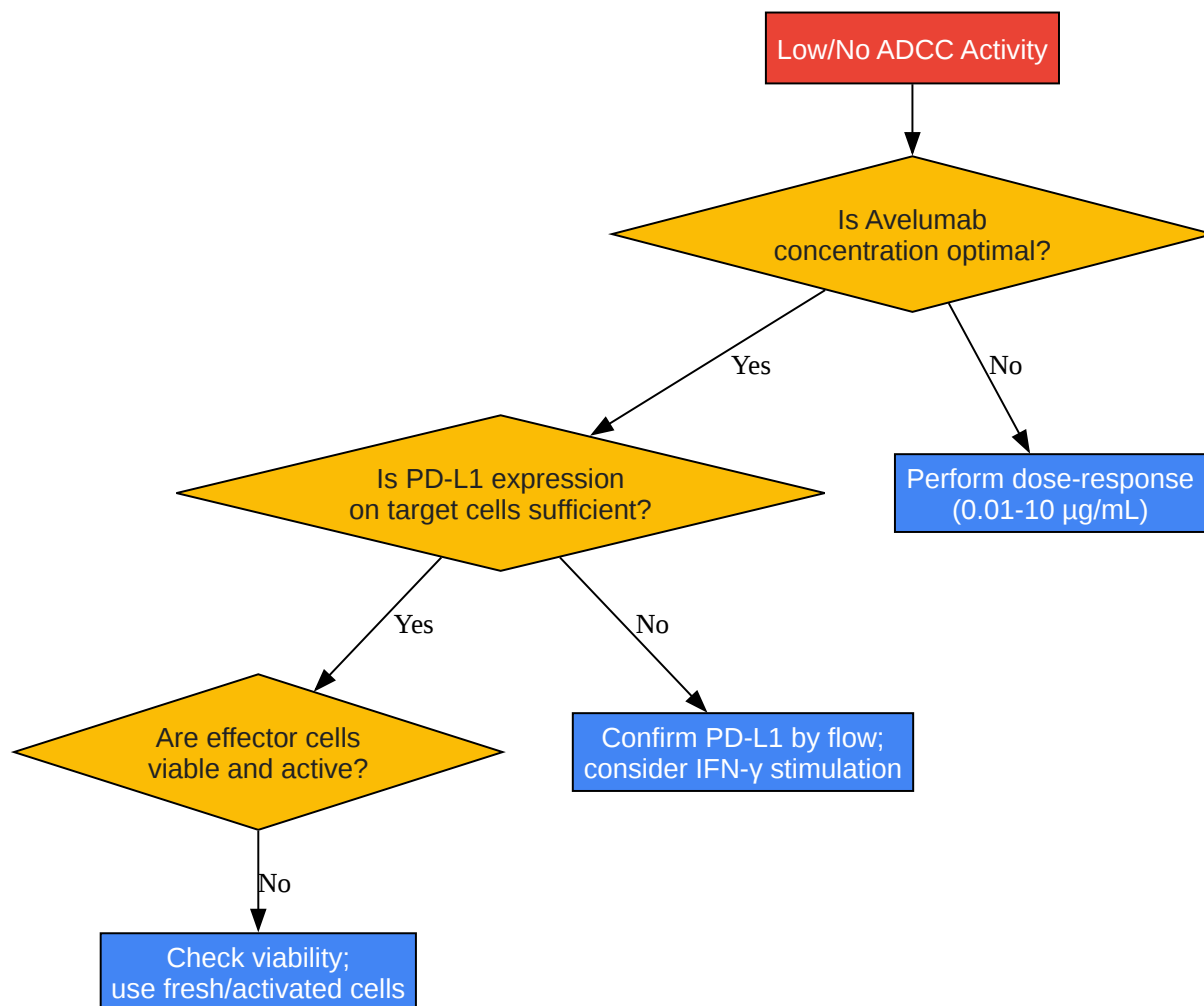 Low/No ADCC Activity
Is Avelumab
concentration optimal?
Yes
No
Is PD-L1 expression
on target cells sufficient?
Perform dose-response
(0.01-10 µg/mL)
Yes
No
Are effector cells
viable and active?
Confirm PD-L1 by flow;
consider IFN-γ stimulation
No
Check viability;
use fresh/activated cells